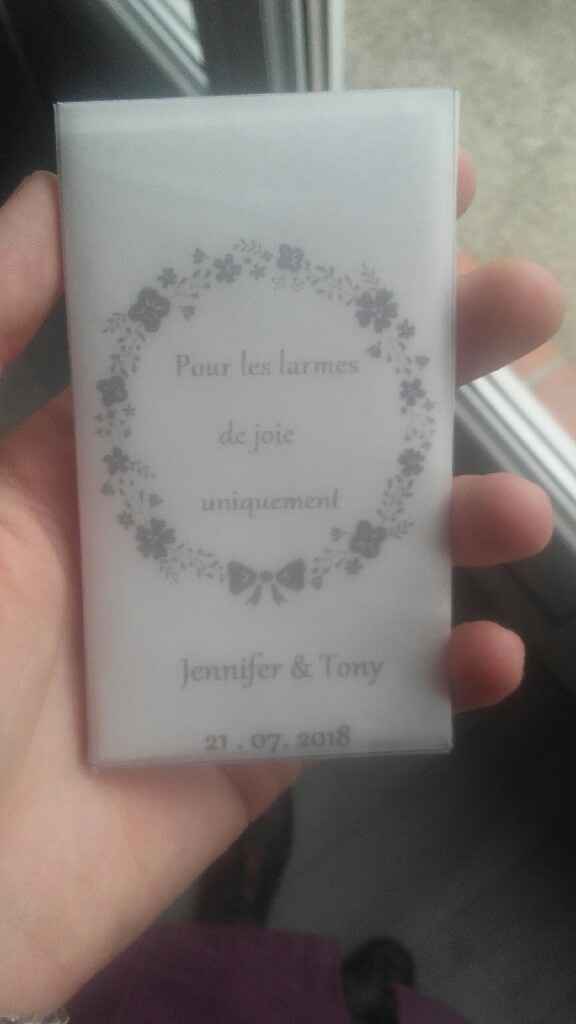 Pour les larmes
de joie
uniquement
Jennifer & Tony
21 . 07. 2018